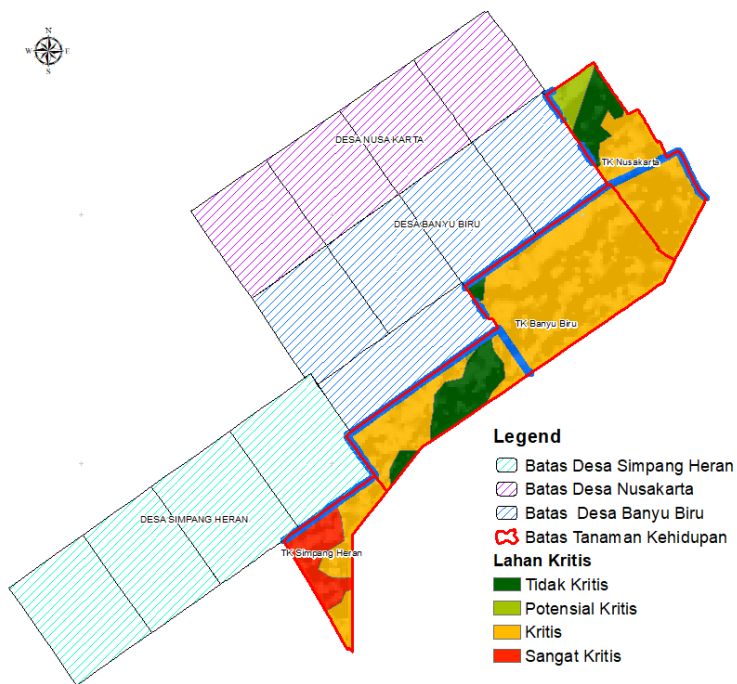 N
W E
S
DESA NUSA KARTA
TK Nusakarta
DESA BANYU BIRU
TK Banyu Biru
DESA SIMPANG HERAN
TK Simpang Heran
Legend
Batas Desa Simpang Heran
Batas Desa Nusakarta
Batas Desa Banyu Biru
Batas Tanaman Kehidupan
Lahan Kritis
Tidak Kritis
Potensial Kritis
Kritis
Sangat Kritis